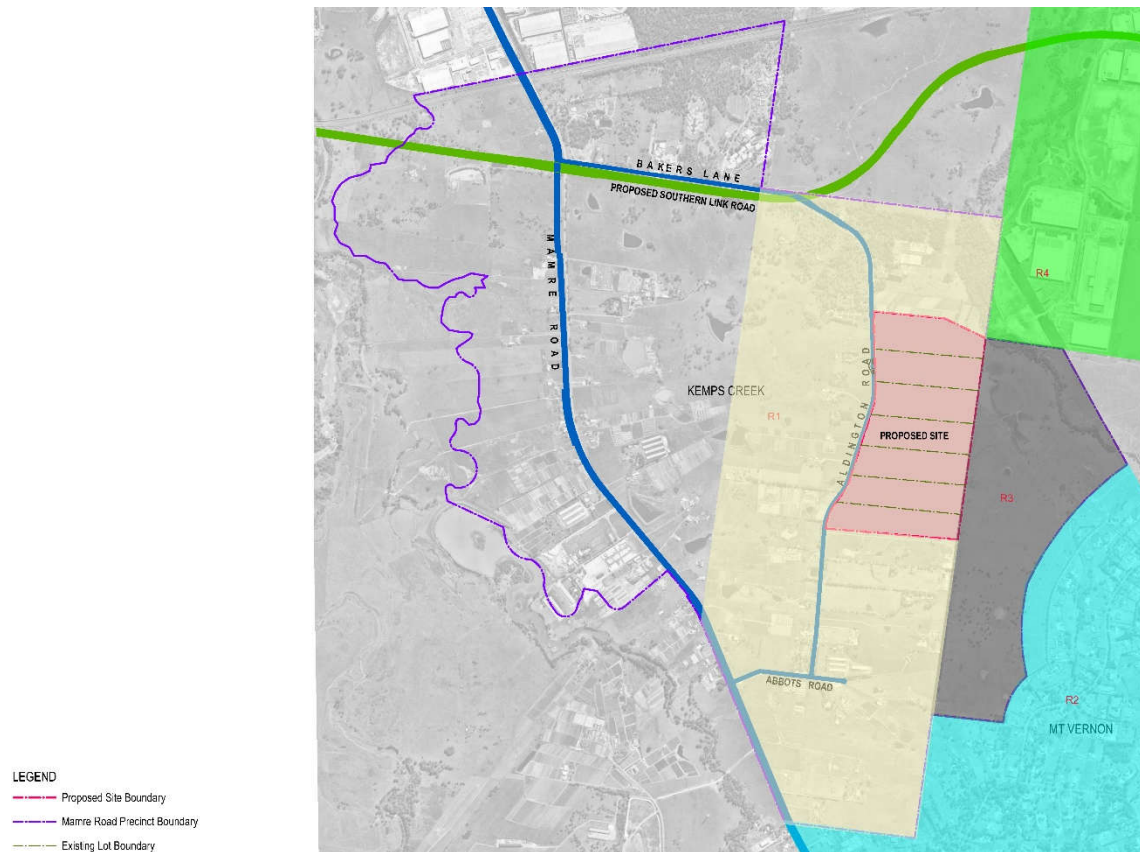 BAKERS LANE
PROPOSED SOUTHERN LINK ROAD
MAMRE ROAD
R4
ALDINGTON ROAD
KEMPS CREEK
R1
PROPOSED SITE
R3
ABBOTS ROAD
R2
MT VERNON
LEGEND
Proposed Site Boundary
Mamre Road Precinct Boundary
Existing Lot Boundary